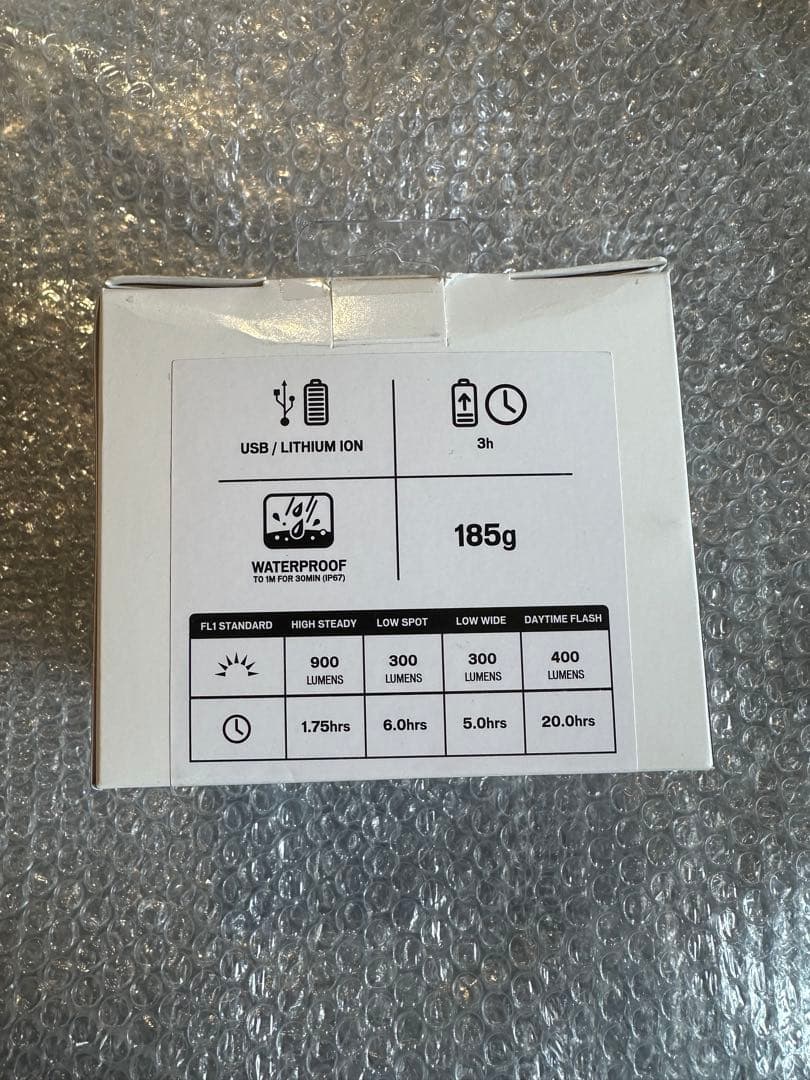 USB / LITHIUM ION
3h
WATERPROOF
TO 1M FOR 30MIN (IP67)
185g
FL1 STANDARD HIGH STEADY LOW SPOT LOW WIDE DAYTIME FLASH
900 LUMENS 300 LUMENS 300 LUMENS 400 LUMENS
1.75hrs 6.0hrs 5.0hrs 20.0hrs